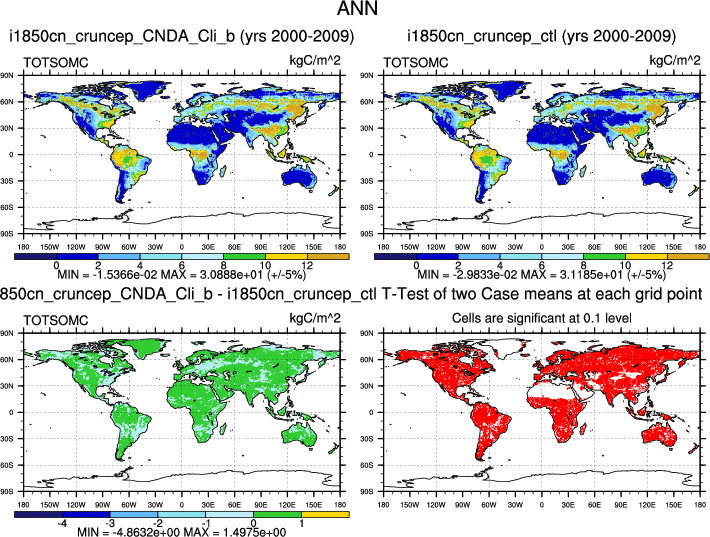 ANN
i1850cn_cruncep_CNDA_Cli_b (yrs 2000-2009)
TOTSOMC kgC/m^2
90N
60N
30N
0
30S
60S
90S
180 150W 120W 90W 60W 30W 0 30E 60E 90E 120E 150E 180
0 2 4 6 8 10 12
MIN = -1.5366e-02 MAX = 3.0888e+01 (+/-5%)
i1850cn_cruncep_ctl (yrs 2000-2009)
TOTSOMC kgC/m^2
90N
60N
30N
0
30S
60S
90S
180 150W 120W 90W 60W 30W 0 30E 60E 90E 120E 150E 180
0 2 4 6 8 10 12
MIN = -2.9833e-02 MAX = 3.1185e+01 (+/-5%)
850cn_cruncep_CNDA_Cli_b - i1850cn_cruncep_ctl
TOTSOMC kgC/m^2
90N
60N
30N
0
30S
60S
90S
180 150W 120W 90W 60W 30W 0 30E 60E 90E 120E 150E 180
-4 -3 -2 -1 0 1
MIN = -4.8632e+00 MAX = 1.4975e+00
T-Test of two Case means at each grid point
Cells are significant at 0.1 level
90N
60N
30N
0
30S
60S
90S
180 150W 120W 90W 60W 30W 0 30E 60E 90E 120E 150E 180